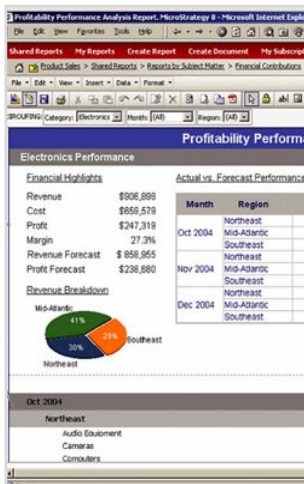 Profitability Performance Analysis Report. MicroStrategy 8 - Microsoft Internet Explo
File Edit View Favorites Tools Help
Shared Reports My Reports Create Report Create Document My Subscrip
Product Sales > Shared Reports > Reports by Subject Matter > Financial Contributions
File Edit View Insert Data Format
GROUPING: Category: Electronics Month: (All) Region: (All)
Profitability Performa
Electronics Performance
Financial Highlights
Revenue $906,898
Cost $659,579
Profit $247,319
Margin 27.3%
Revenue Forecast $ 858,955
Profit Forecast $238,680
Revenue Breakdown
Mid-Atlantic
41%
29%
Southeast
30%
Northeast
Actual vs. Forecast Performance
Month Region
Northeast
Oct 2004 Mid-Atlantic
Southeast
Northeast
Nov 2004 Mid-Atlantic
Southeast
Northeast
Dec 2004 Mid-Atlantic
Southeast
Oct 2004
Northeast
Audio Equipment
Cameras
Computers